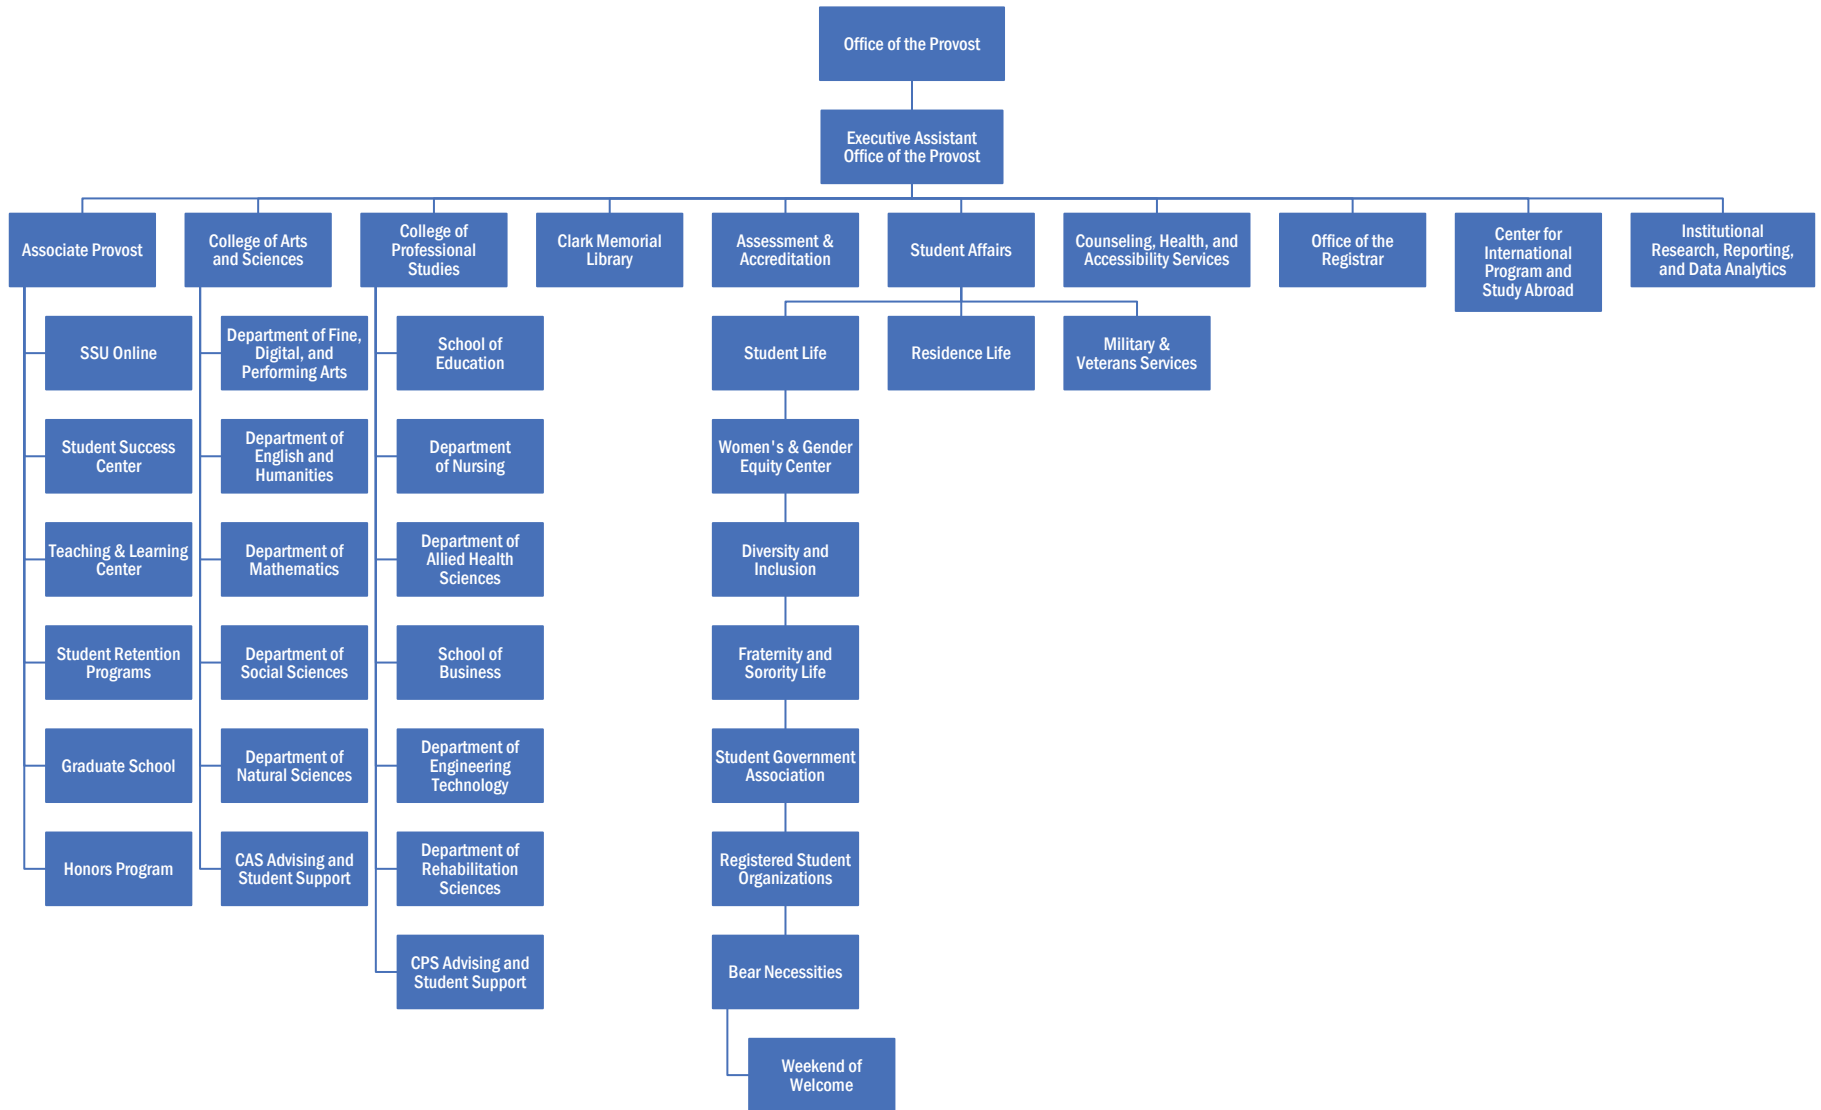 Office of the Provost
Executive Assistant
Office of the Provost
Associate Provost
College of Arts
and Sciences
College of
Professional
Studies
Clark Memorial
Library
Assessment &
Accreditation
Student Affairs
Counseling, Health, and
Accessibility Services
Office of the
Registrar
Center for
International
Program and
Study Abroad
Institutional
Research, Reporting,
and Data Analytics
SSU Online
Department of Fine,
Digital, and
Performing Arts
School of
Education
Student Life
Residence Life
Military &
Veterans Services
Student Success
Center
Department of
English and
Humanities
Department
of Nursing
Women's & Gender
Equity Center
Teaching & Learning
Center
Department of
Mathematics
Department of
Allied Health
Sciences
Diversity and
Inclusion
Student Retention
Programs
Department of
Social Sciences
School of
Business
Fraternity and
Sorority Life
Graduate School
Department of
Natural Sciences
Department of
Engineering
Technology
Student Government
Association
Honors Program
CAS Advising and
Student Support
Department of
Rehabilitation
Sciences
Registered Student
Organizations
CPS Advising and
Student Support
Bear Necessities
Weekend of
Welcome